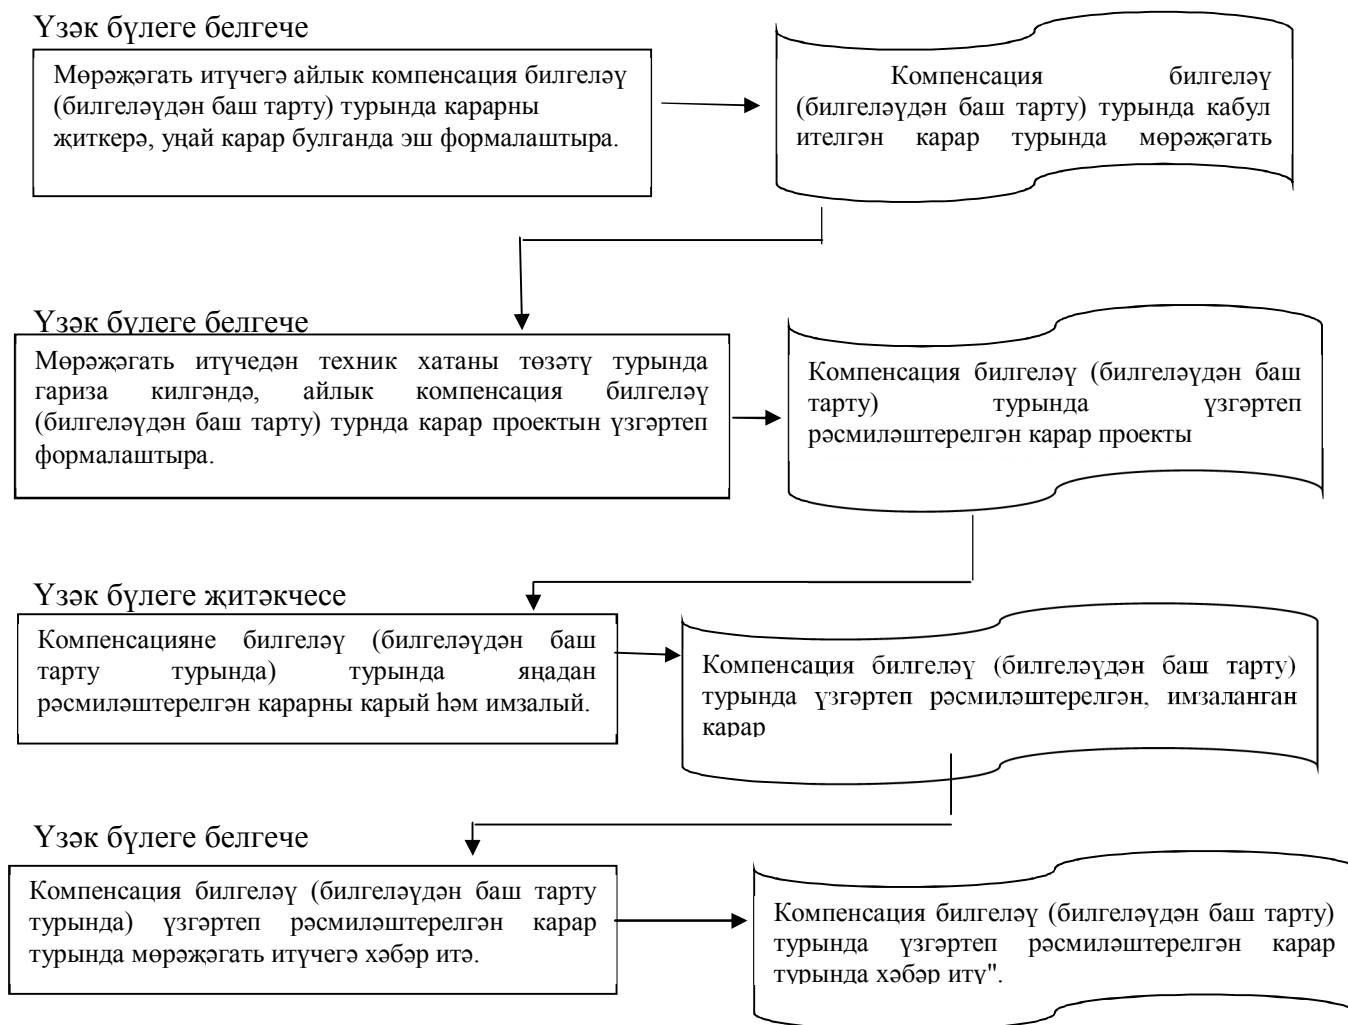 Үзәк бүлеге белгече
Мөрәҗәгать итүчегә айлык компенсация билгеләү
(билгеләүдән баш тарту) турында карарны
җиткерә, уңай карар булганда эш формалаштыра.
Компенсация билгеләү
(билгеләүдән баш тарту) турында кабул
ителгән карар турында мөрәҗәгать
Үзәк бүлеге белгече
Мөрәҗәгать итүчедән техник хатаны төзәтү турында
гариза килгәндә, айлык компенсация билгеләү
(билгеләүдән баш тарту) турнда карар проектын үзгәртеп
формалаштыра.
Компенсация билгеләү (билгеләүдән баш
тарту) турында үзгәртеп
рәсмиләштерелгән карар проекты
Үзәк бүлеге җитәкчесе
Компенсацияне билгеләү (билгеләүдән баш
тарту турында) турында яңадан
рәсмиләштерелгән карарны карый һәм имзалый.
Компенсация билгеләү (билгеләүдән баш тарту)
турында үзгәртеп рәсмиләштерелгән, имзаланган
карар
Үзәк бүлеге белгече
Компенсация билгеләү (билгеләүдән баш тарту
турында) үзгәртеп рәсмиләштерелгән карар
турында мөрәҗәгать итүчегә хәбәр итә.
Компенсация билгеләү (билгеләүдән баш тарту)
турында үзгәртеп рәсмиләштерелгән карар
турында хәбәр итү".